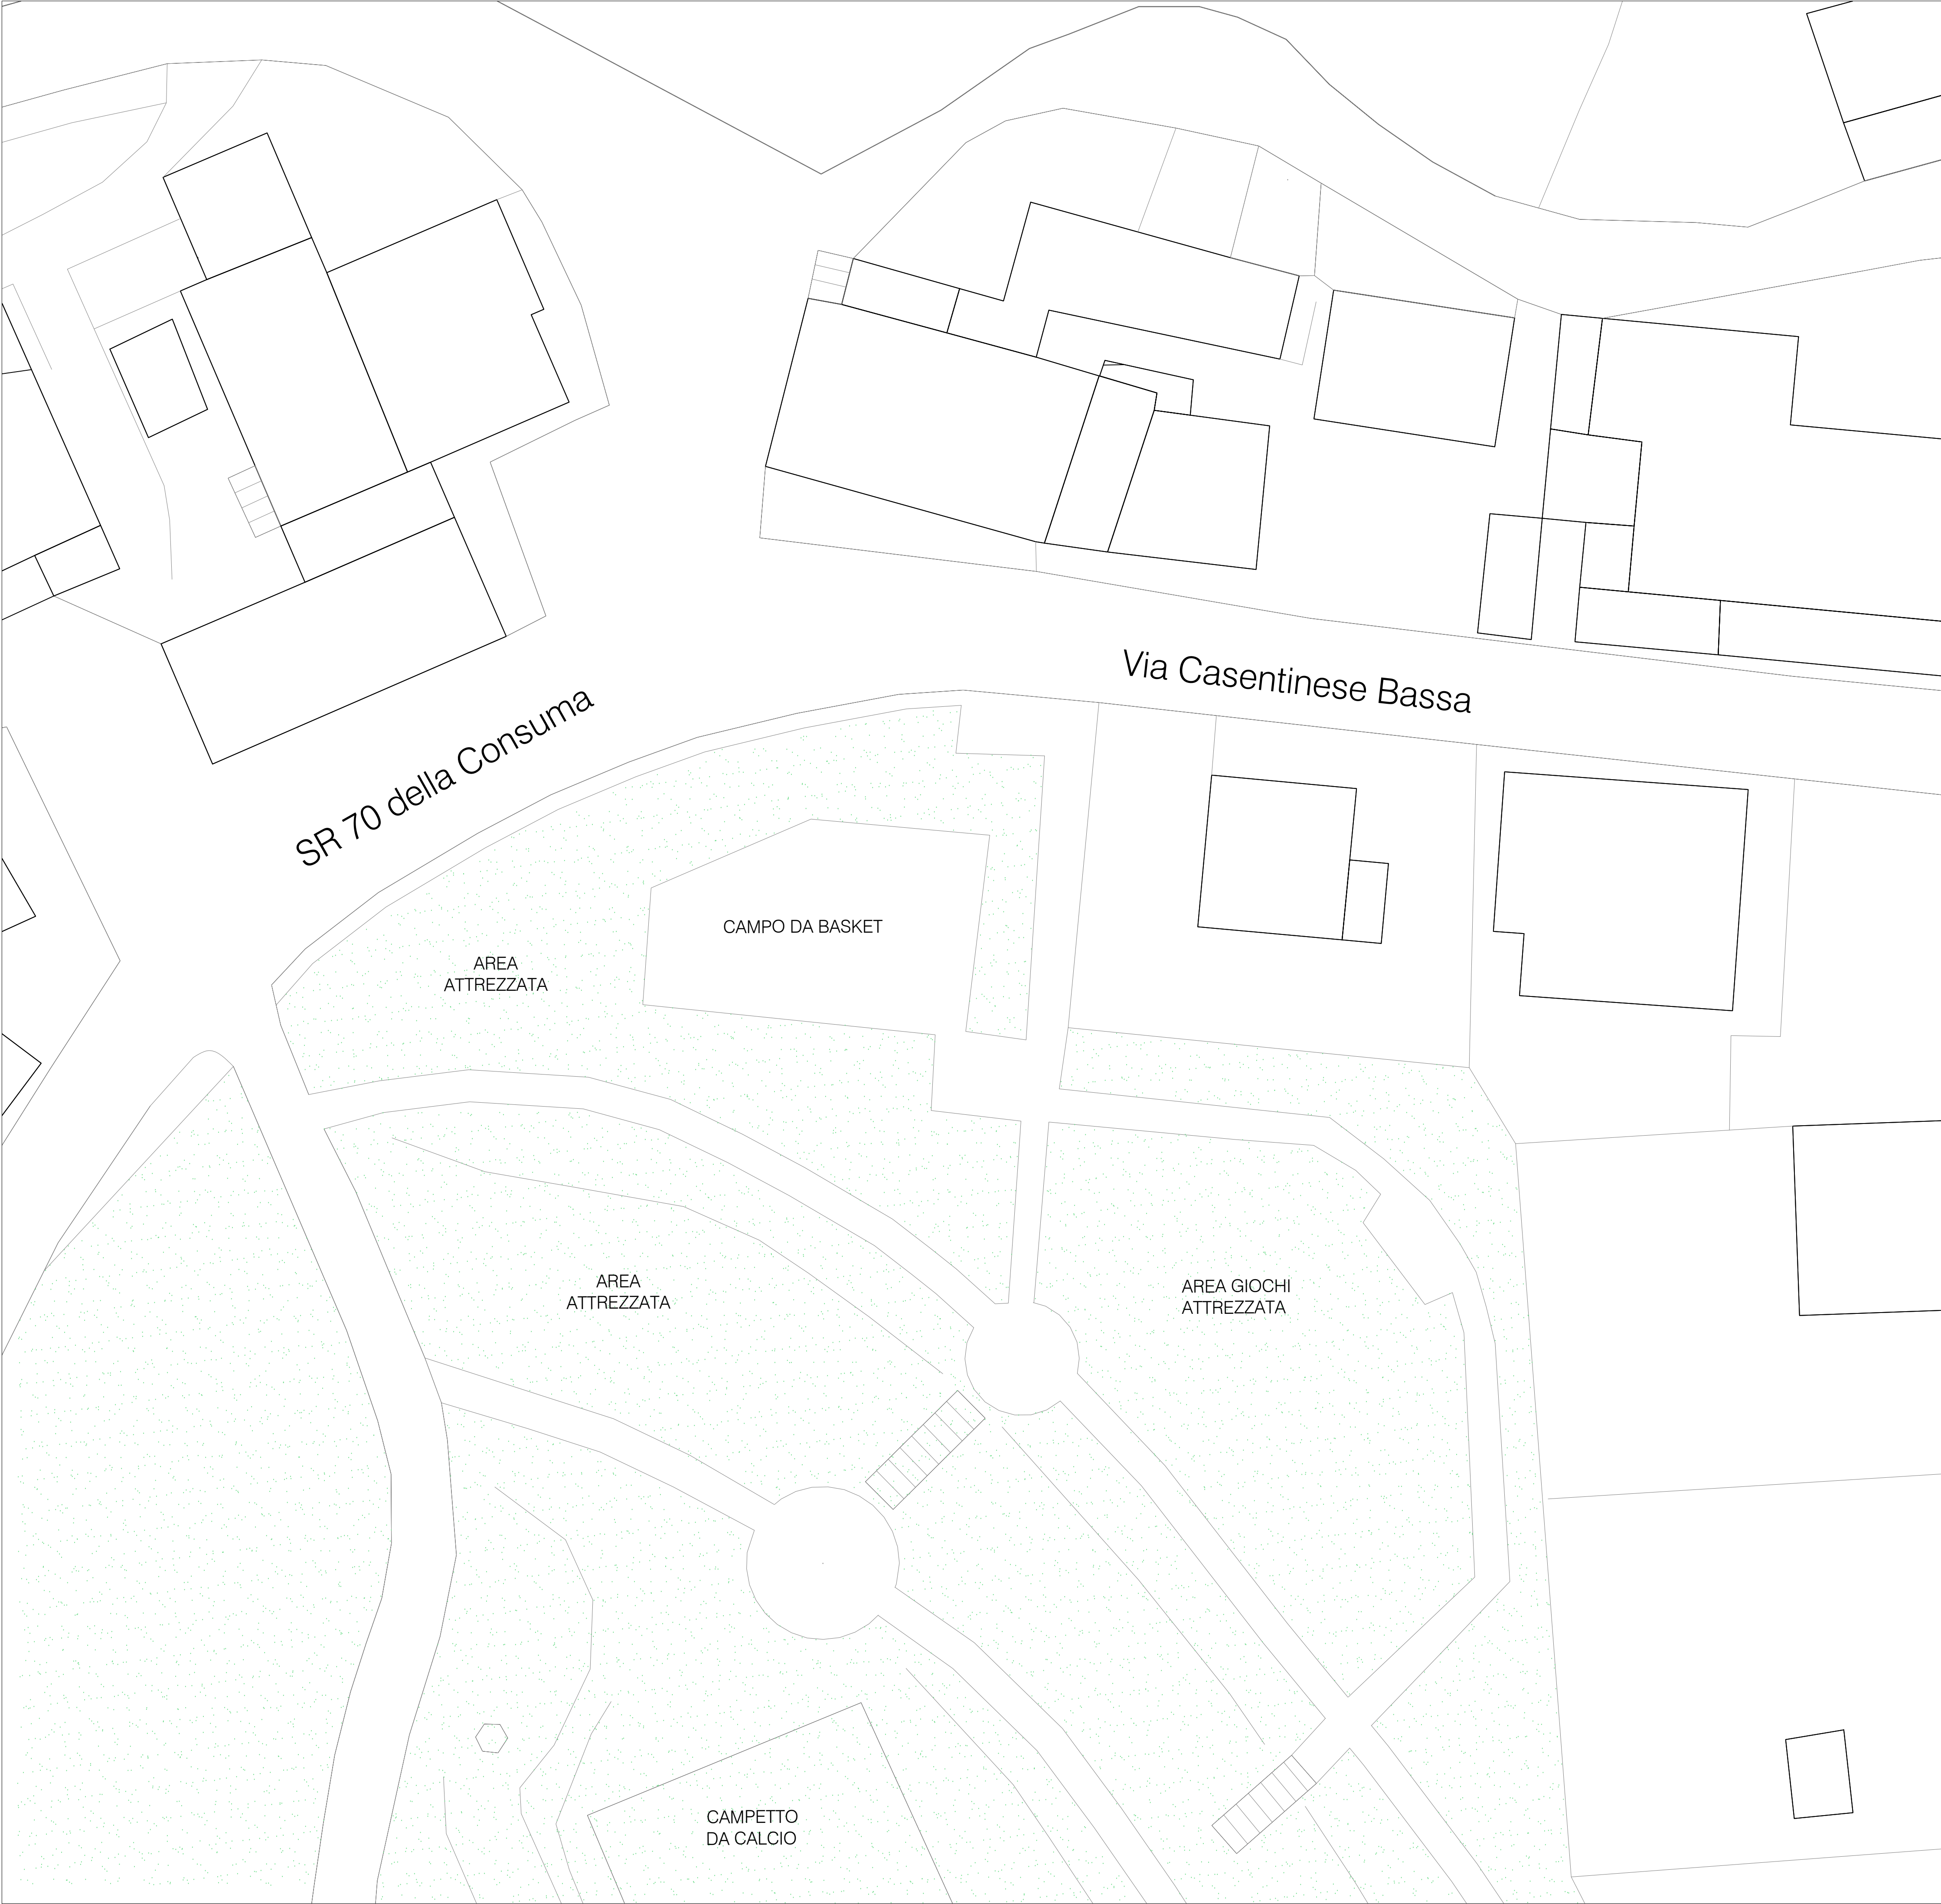 Via Casentinese Bassa
SR 70 della Consuma
CAMPO DA BASKET
AREA
ATTREZZATA
AREA
ATTREZZATA
AREA GIOCHI
ATTREZZATA
CAMPETTO
DA CALCIO